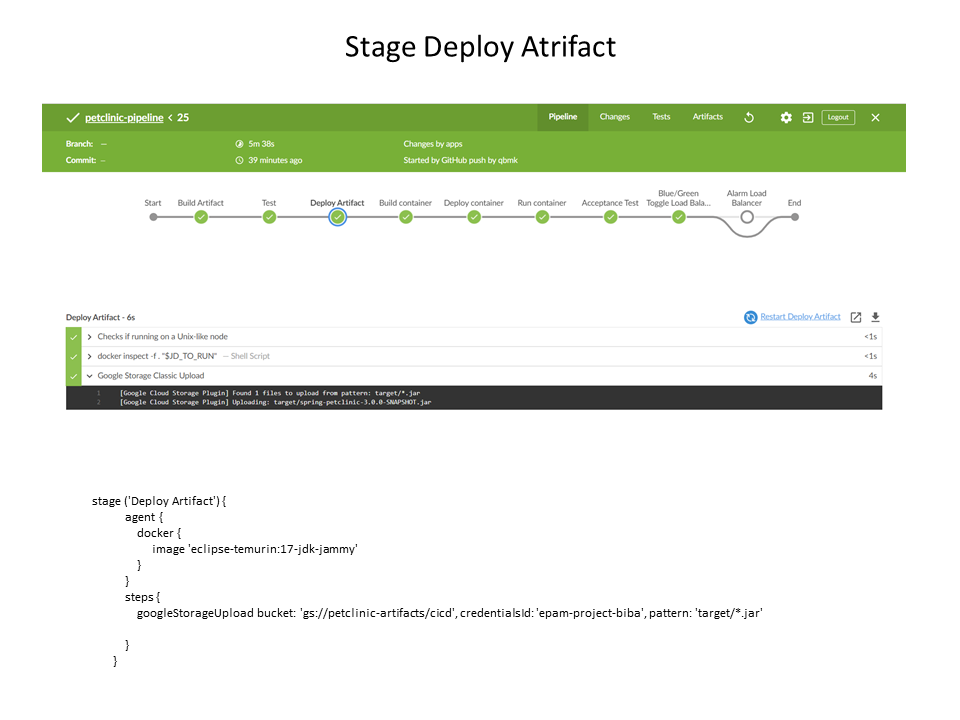 Stage Deploy Atrifact
petclinic-pipeline < 25
Pipeline Changes Tests Artifacts Logout
Branch: — 5m 38s Changes by apps
Commit: — 39 minutes ago Started by GitHub push by qbmk
Blue/Green Alarm Load
Start Build Artifact Test Deploy Artifact Build container Deploy container Run container Acceptance Test Toggle Load Bala... Balancer End
Deploy Artifact - 6s Restart Deploy Artifact
Checks if running on a Unix-like node <1s
docker inspect -f . "$JD_TO_RUN" — Shell Script <1s
Google Storage Classic Upload 4s
1 [Google Cloud Storage Plugin] Found 1 files to upload from pattern: target/*.jar
2 [Google Cloud Storage Plugin] Uploading: target/spring-petclinic-3.0.0-SNAPSHOT.jar
stage ('Deploy Artifact') {
agent {
docker {
image 'eclipse-temurin:17-jdk-jammy'
}
}
steps {
googleStorageUpload bucket: 'gs://petclinic-artifacts/cicd', credentialsId: 'epam-project-biba', pattern: 'target/*.jar'
}
}